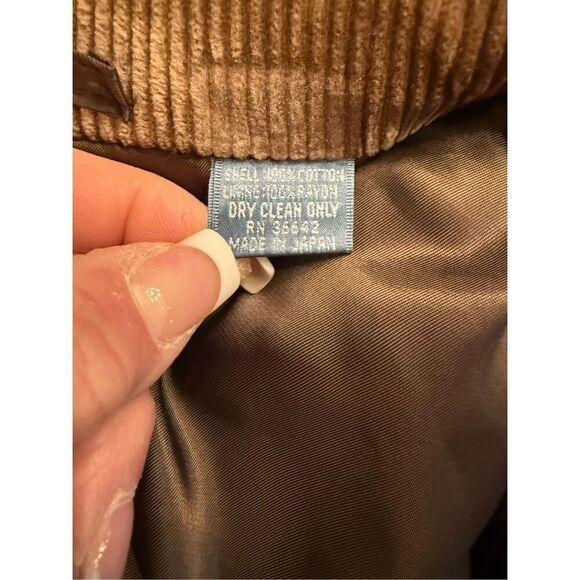 SHELL: 100% COTTON
LINING: 100% RAYON
DRY CLEAN ONLY
RN 36642
MADE IN JAPAN